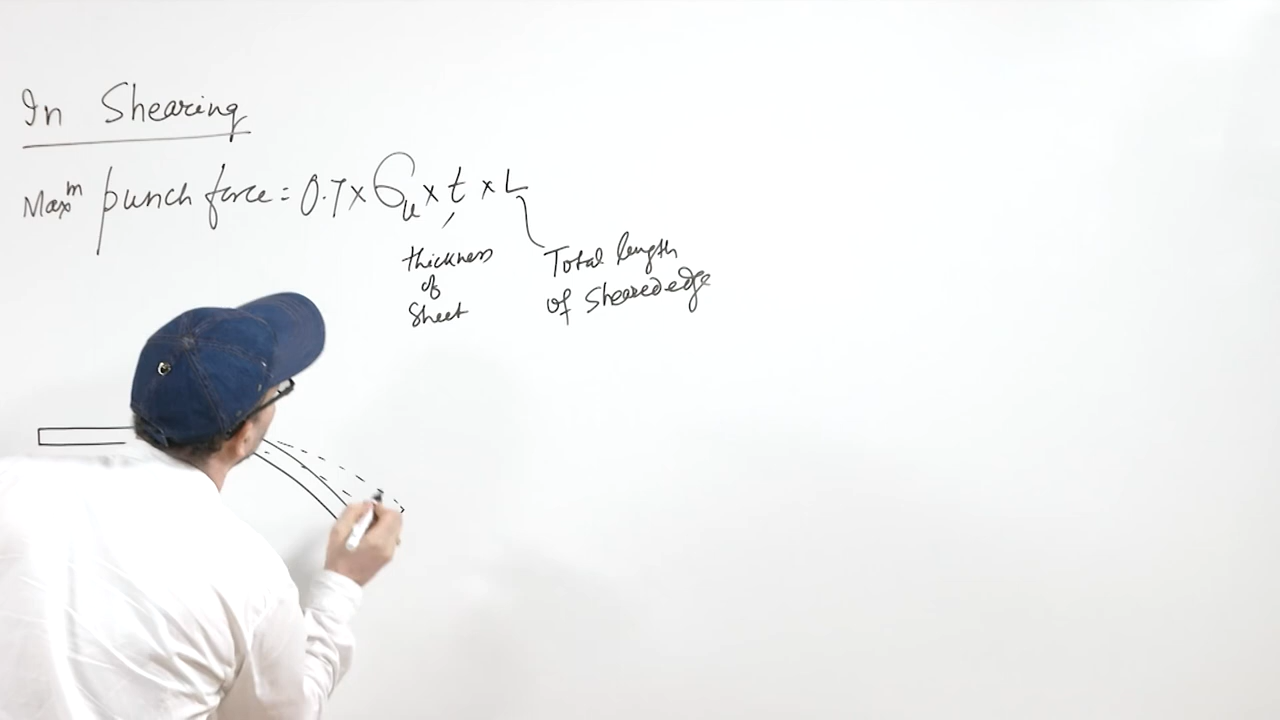 In Shearing
Maxᵐ punch force = 0.7 × σᵤ × t × L
thickness
of
Sheet
Total length
of Sheared edge